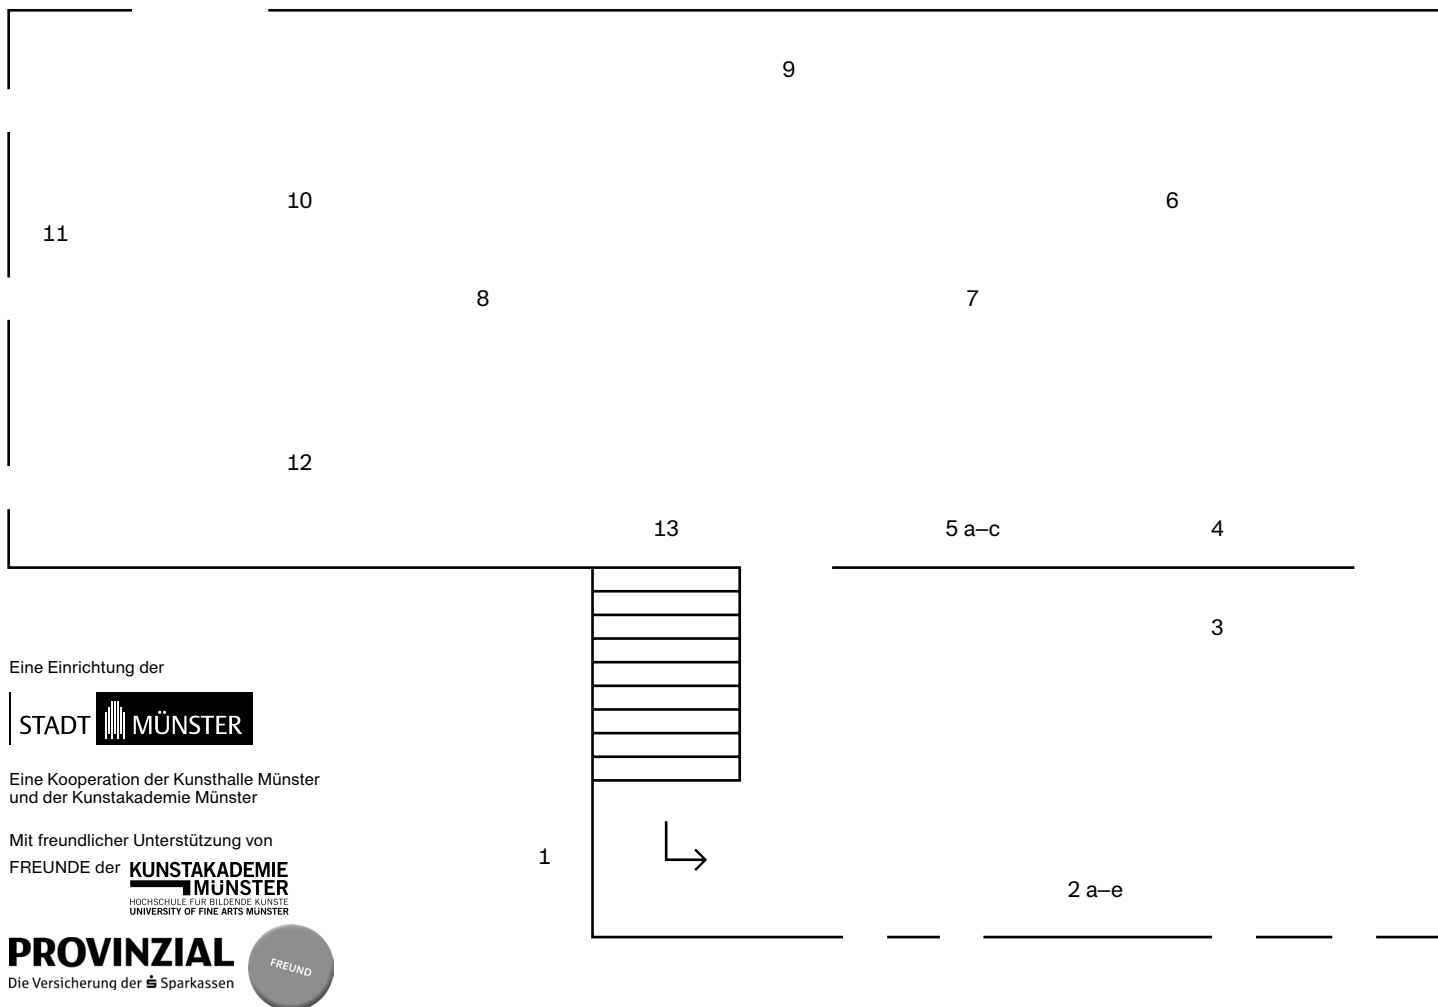 9
10
6
11
8
7
12
13
5 a–c
4
3
Eine Einrichtung der
STADT MÜNSTER
Eine Kooperation der Kunsthalle Münster
und der Kunstakademie Münster
Mit freundlicher Unterstützung von
FREUNDE der KUNSTAKADEMIE
MÜNSTER
HOCHSCHULE FÜR BILDENDE KÜNSTE
UNIVERSITY OF FINE ARTS MÜNSTER
1
2 a–e
PROVINZIAL
Die Versicherung der S Sparkassen
FREUND